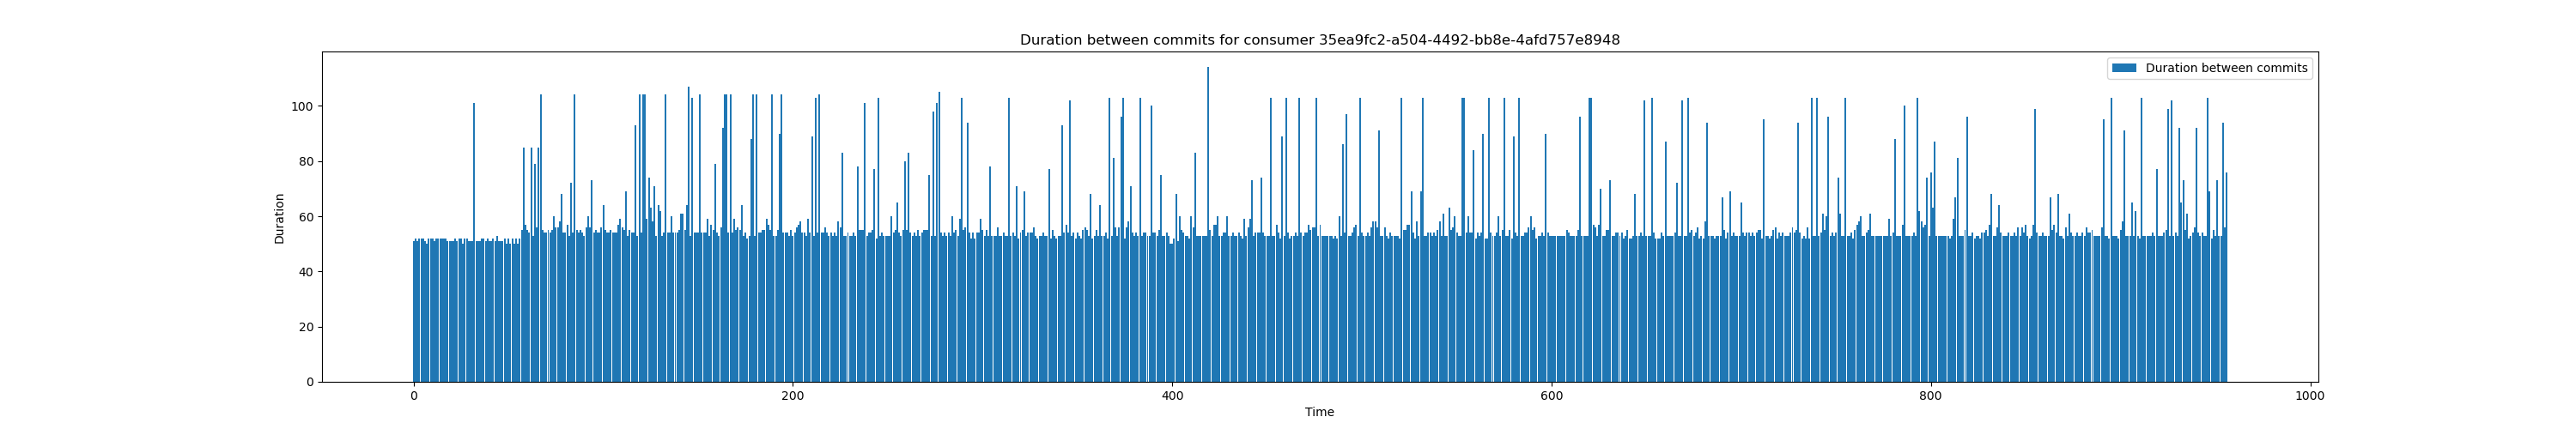 Duration between commits for consumer 35ea9fc2-a504-4492-bb8e-4afd757e8948
Duration between commits
100
80
60
40
20
0
Duration
0 200 400 600 800 1000
Time